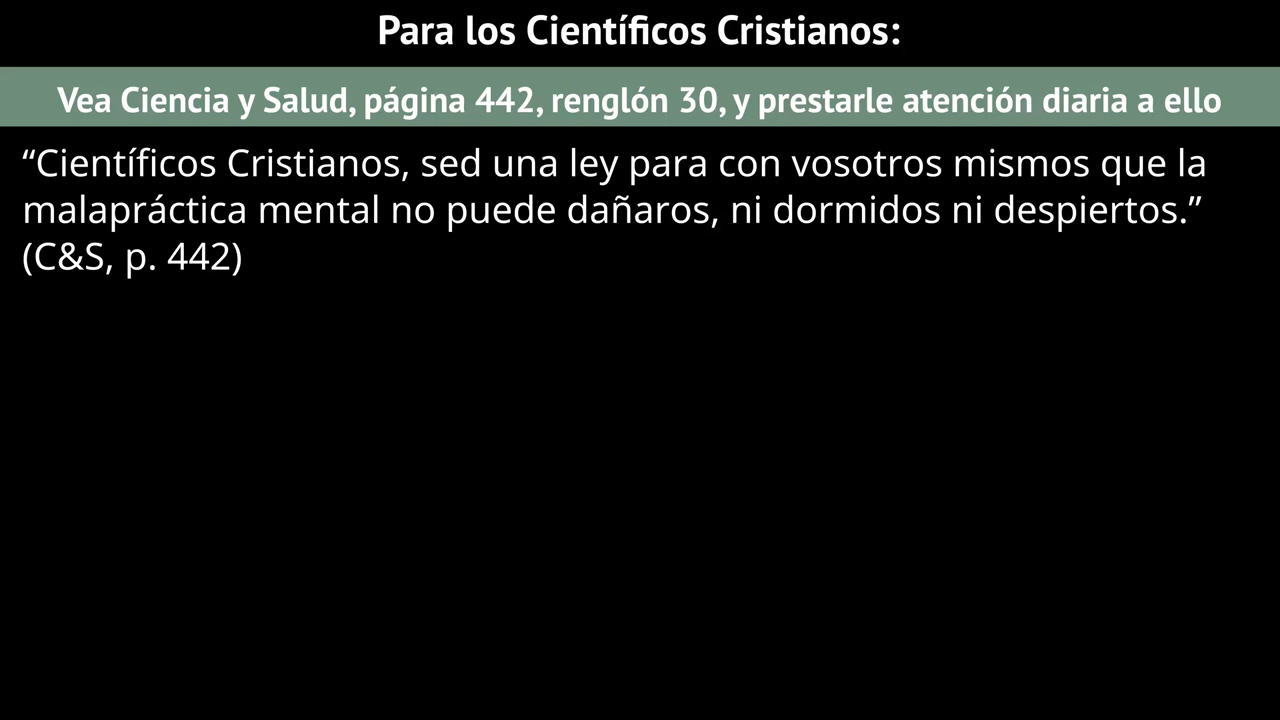 Para los Científicos Cristianos:
Vea Ciencia y Salud, página 442, renglón 30, y prestarle atención diaria a ello
“Científicos Cristianos, sed una ley para con vosotros mismos que la
malapráctica mental no puede dañaros, ni dormidos ni despiertos.”
(C&S, p. 442)